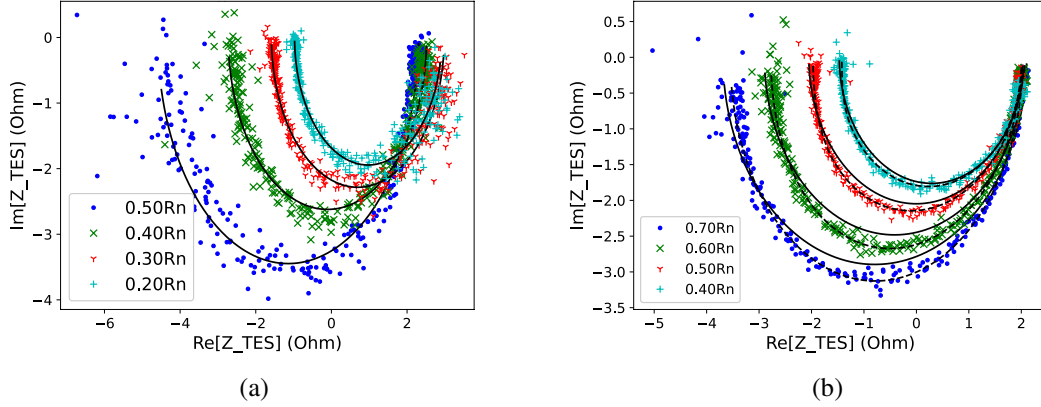 0
−1
−2
−3
−4
Im[Z_TES] (Ohm)
0.50Rn
0.40Rn
0.30Rn
0.20Rn
−6 −4 −2 0 2
Re[Z_TES] (Ohm)
(a)
0.5
0.0
−0.5
−1.0
−1.5
−2.0
−2.5
−3.0
−3.5
Im[Z_TES] (Ohm)
0.70Rn
0.60Rn
0.50Rn
0.40Rn
−5 −4 −3 −2 −1 0 1 2
Re[Z_TES] (Ohm)
(b)